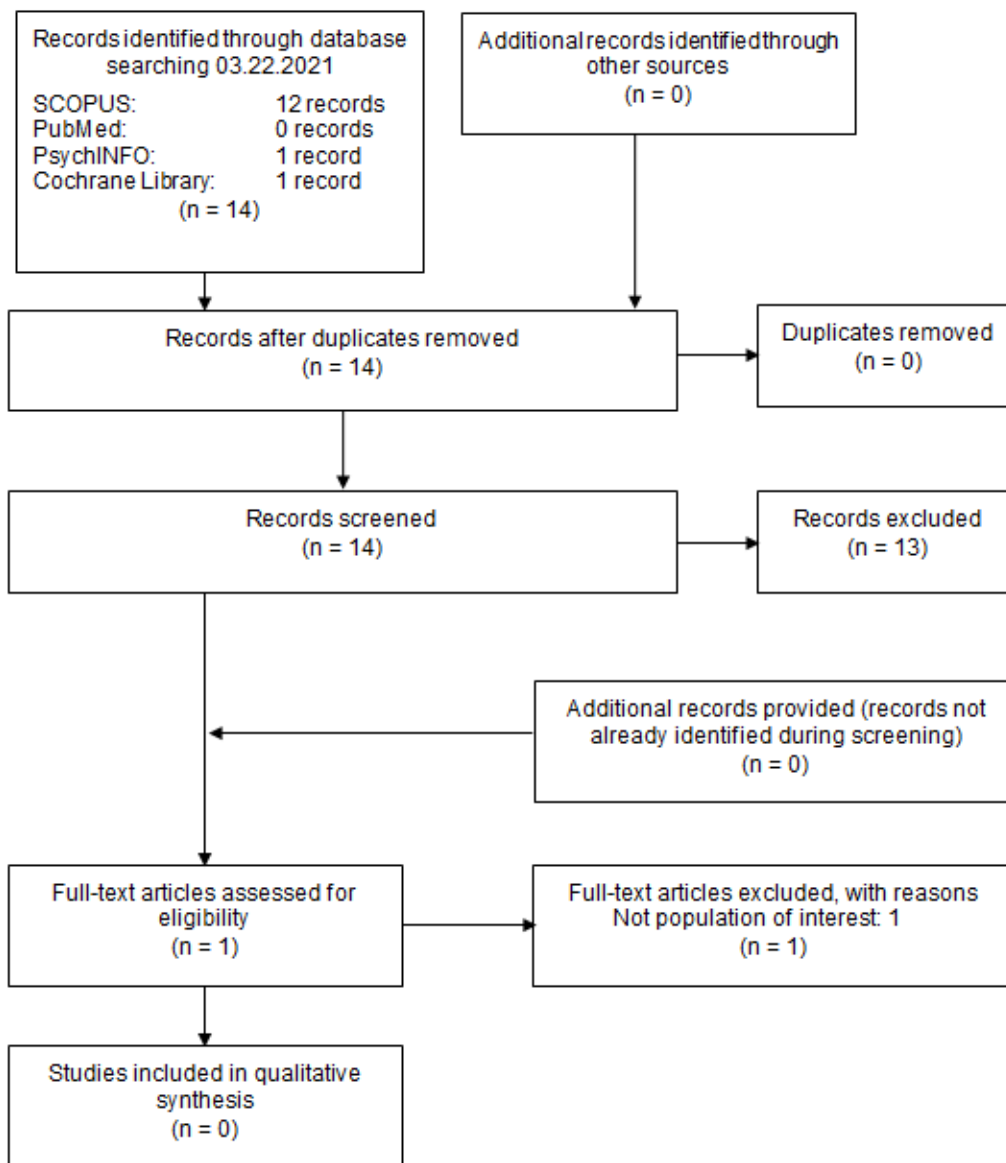 Records identified through database
searching 03.22.2021
SCOPUS: 12 records
PubMed: 0 records
PsychINFO: 1 record
Cochrane Library: 1 record
(n = 14)
Additional records identified through
other sources
(n = 0)
Records after duplicates removed
(n = 14)
Duplicates removed
(n = 0)
Records screened
(n = 14)
Records excluded
(n = 13)
Additional records provided (records not
already identified during screening)
(n = 0)
Full-text articles assessed for
eligibility
(n = 1)
Full-text articles excluded, with reasons
Not population of interest: 1
(n = 1)
Studies included in qualitative
synthesis
(n = 0)